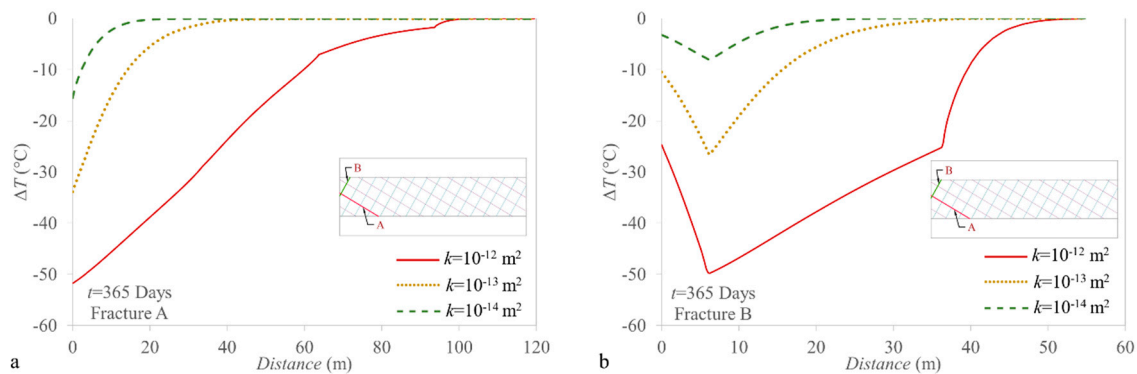 0
-10
-20
-30
-40
-50
-60
ΔT (°C)
0 20 40 60 80 100 120
Distance (m)
B
A
k=10⁻¹² m²
k=10⁻¹³ m²
k=10⁻¹⁴ m²
t=365 Days
Fracture A
a
0
-10
-20
-30
-40
-50
-60
ΔT (°C)
0 10 20 30 40 50 60
Distance (m)
B
A
k=10⁻¹² m²
k=10⁻¹³ m²
k=10⁻¹⁴ m²
t=365 Days
Fracture B
b